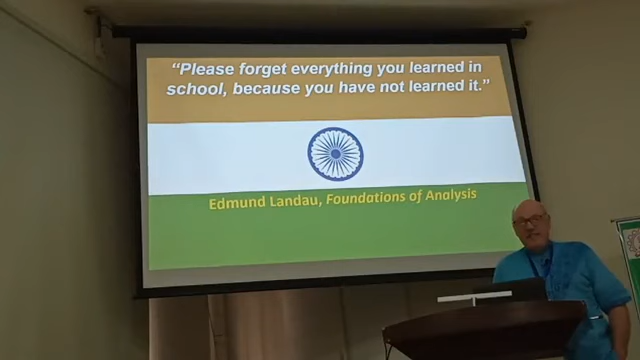 “Please forget everything you learned in
school, because you have not learned it.”
Edmund Landau, Foundations of Analysis